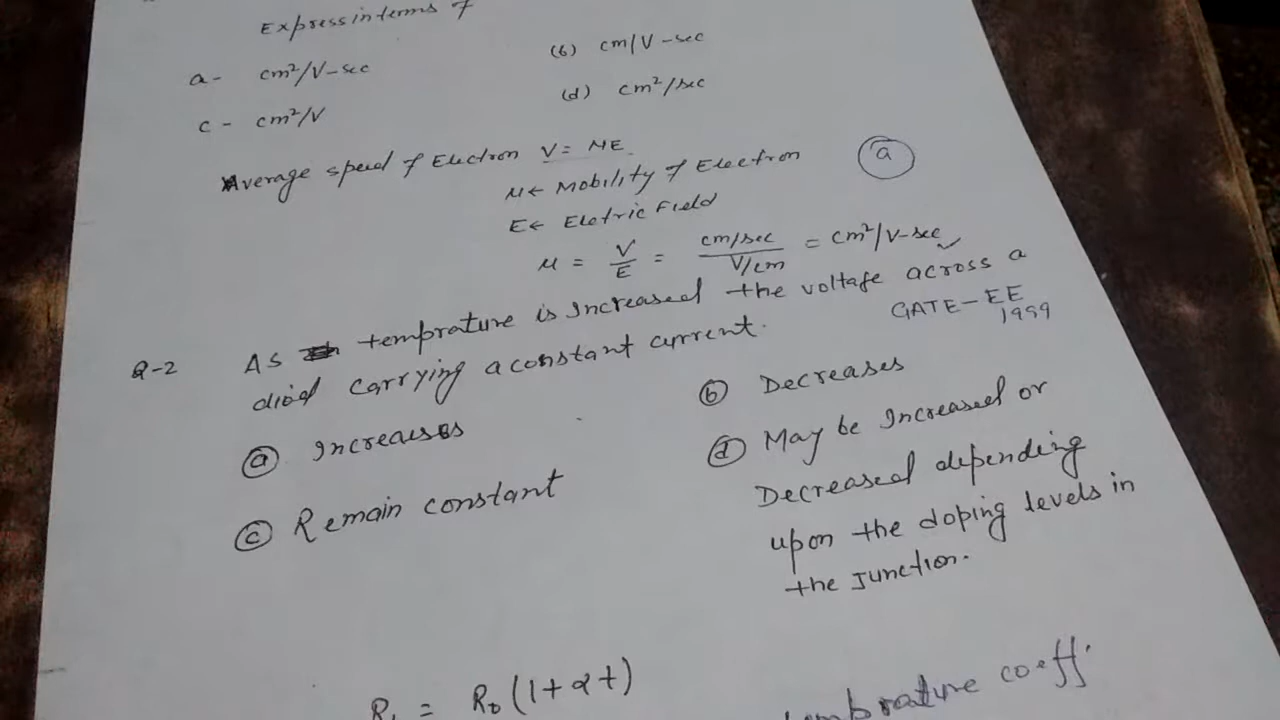 Express in terms of
a- cm²/V-sec (b) cm/V-sec
c- cm²/V (d) cm²/sec
Average speed of Electron V = μE
μ← Mobility of Electron (a)
E← Eletric Field
μ = V/E = cm/sec / V/cm = cm²/V-sec ✓
Q-2 As temprature is increased the voltage across a
diod carrying a constant current. GATE-EE 1999
(a) increases (b) Decreases
(c) Remain constant (d) May be Increased or
Decreased depending
upon the doping levels in
the Junction.
= R₀(1+αt) temprature coeff.